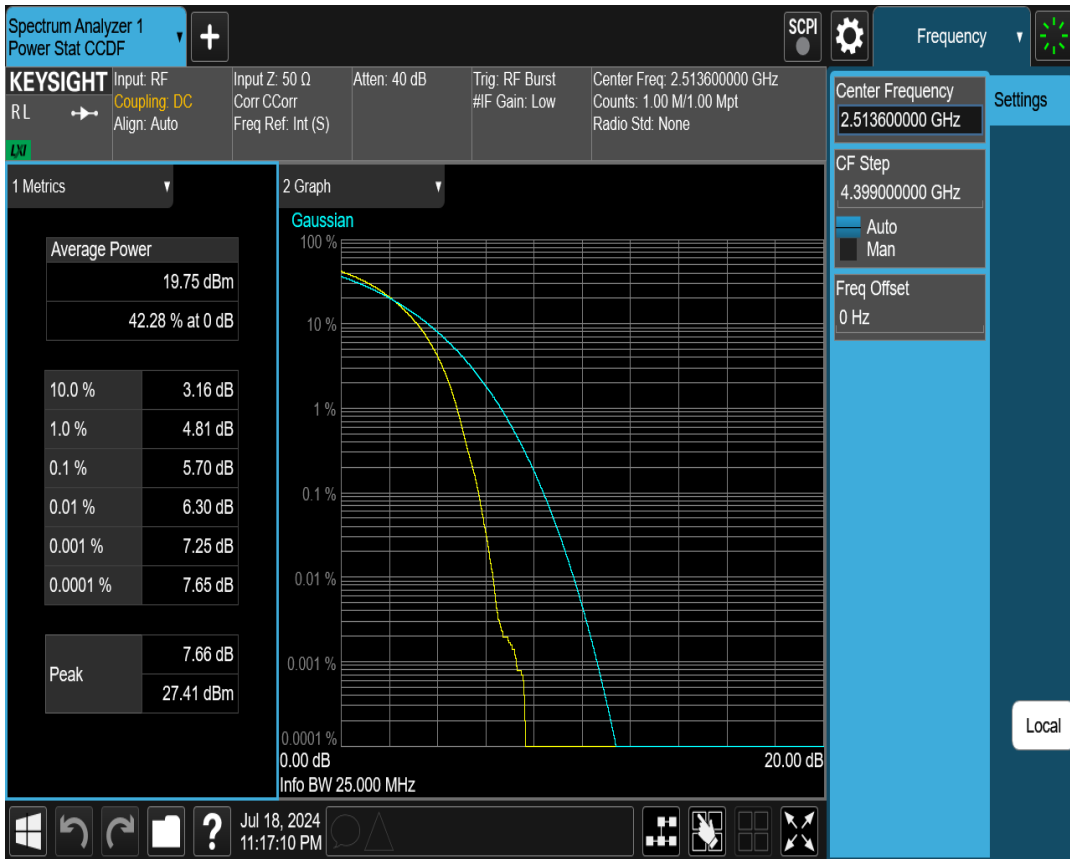 Spectrum Analyzer 1
Power Stat CCDF
SCPI
Frequency
KEYSIGHT
RL
LXI
Input: RF
Coupling: DC
Align: Auto
Input Z: 50 Ω
Corr CCorr
Freq Ref: Int (S)
Atten: 40 dB
Trig: RF Burst
#IF Gain: Low
Center Freq: 2.513600000 GHz
Counts: 1.00 M/1.00 Mpt
Radio Std: None
Center Frequency
2.513600000 GHz
Settings
CF Step
4.399000000 GHz
Auto
Man
Freq Offset
0 Hz
Local
1 Metrics
Average Power
19.75 dBm
42.28 % at 0 dB
10.0 % 3.16 dB
1.0 % 4.81 dB
0.1 % 5.70 dB
0.01 % 6.30 dB
0.001 % 7.25 dB
0.0001 % 7.65 dB
Peak
7.66 dB
27.41 dBm
2 Graph
Gaussian
100 %
10 %
1 %
0.1 %
0.01 %
0.001 %
0.0001 %
0.00 dB 20.00 dB
Info BW 25.000 MHz
?
Jul 18, 2024
11:17:10 PM